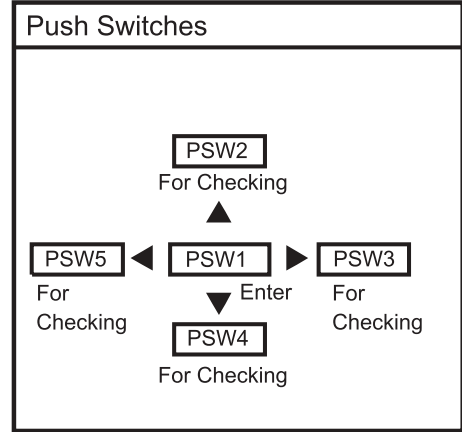 Push Switches
PSW2
For Checking
PSW5
PSW1
PSW3
For
Checking
Enter
For
Checking
PSW4
For Checking